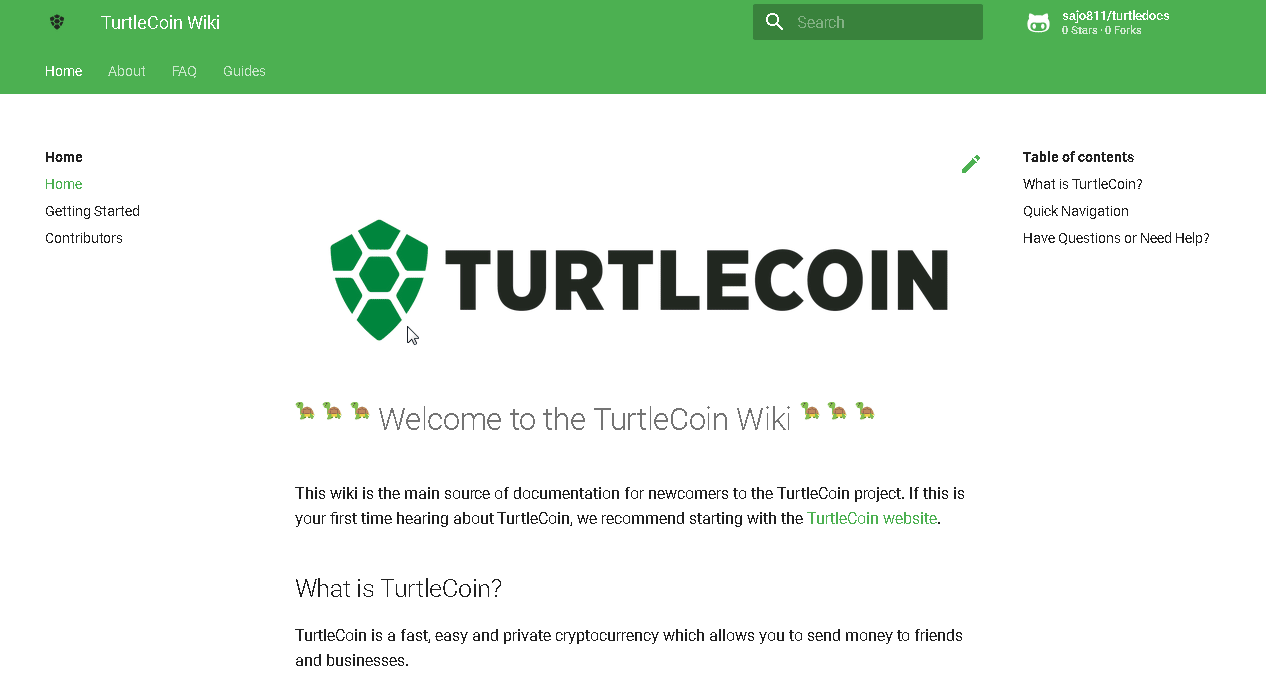 TurtleCoin Wiki
Search
sajo811/turtledocs
0 Stars · 0 Forks
Home
About
FAQ
Guides
Home
Home
Getting Started
Contributors
Table of contents
What is TurtleCoin?
Quick Navigation
Have Questions or Need Help?
TURTLECOIN
🐢 🐢 🐢 Welcome to the TurtleCoin Wiki 🐢 🐢 🐢
This wiki is the main source of documentation for newcomers to the TurtleCoin project. If this is
your first time hearing about TurtleCoin, we recommend starting with the TurtleCoin website.
What is TurtleCoin?
TurtleCoin is a fast, easy and private cryptocurrency which allows you to send money to friends
and businesses.